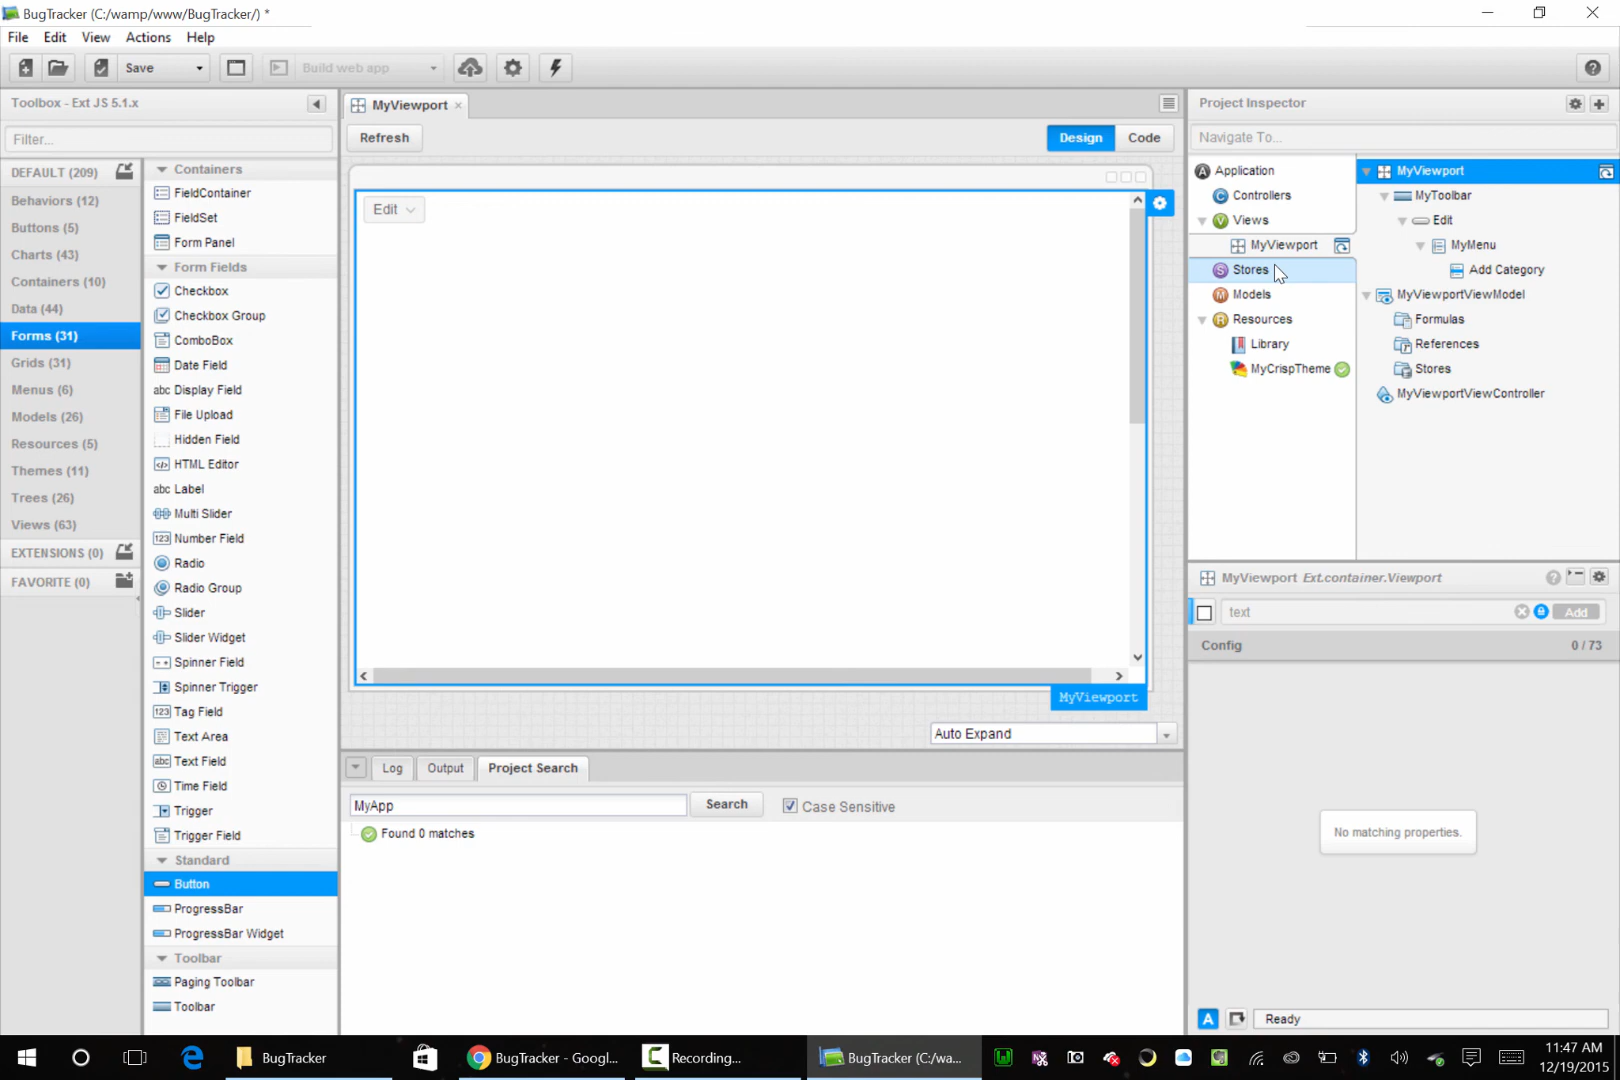 BugTracker (C:/wamp/www/BugTracker/) *
File Edit View Actions Help
Save Build web app
Toolbox - Ext JS 5.1.x
Filter...
DEFAULT (209)
Behaviors (12)
Buttons (5)
Charts (43)
Containers (10)
Data (44)
Forms (31)
Grids (31)
Menus (6)
Models (26)
Resources (5)
Themes (11)
Trees (26)
Views (63)
EXTENSIONS (0)
FAVORITE (0)
Containers
FieldContainer
FieldSet
Form Panel
Form Fields
Checkbox
Checkbox Group
ComboBox
Date Field
abc Display Field
File Upload
Hidden Field
HTML Editor
abc Label
Multi Slider
123 Number Field
Radio
Radio Group
Slider
Slider Widget
Spinner Field
Spinner Trigger
123 Tag Field
Text Area
abc Text Field
Time Field
Trigger
Trigger Field
Standard
Button
ProgressBar
ProgressBar Widget
Toolbar
Paging Toolbar
Toolbar
MyViewport
Refresh
Design Code
Edit
MyViewport
Auto Expand
Log Output Project Search
MyApp Search Case Sensitive
Found 0 matches
Project Inspector
Navigate To...
A Application
C Controllers
V Views
MyViewport
S Stores
M Models
R Resources
Library
MyCrispTheme
MyViewport
MyToolbar
Edit
MyMenu
Add Category
MyViewportViewModel
Formulas
References
Stores
MyViewportViewController
MyViewport Ext.container.Viewport
text Add
Config 0 / 73
No matching properties.
A Ready
BugTracker
BugTracker - Googl...
Recording...
BugTracker (C:/wa...
11:47 AM
12/19/2015